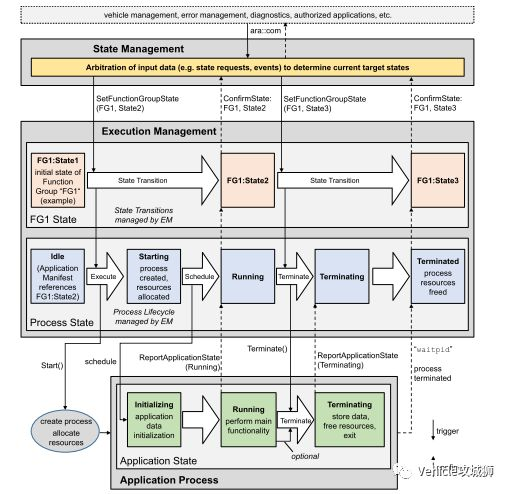 vehicle management, error management, diagnostics, authorized applications, etc.
ara::com
State Management
Arbitration of input data (e.g. state requests, events) to determine current target states
SetFunctionGroupState
(FG1, State2)
ConfirmState:
FG1, State2
SetFunctionGroupState
(FG1, State3)
ConfirmState:
FG1, State3
Execution Management
FG1:State1
initial state of
Function
Group "FG1"
(example)
State Transition
FG1:State2
State Transition
FG1:State3
State Transitions
managed by EM
FG1 State
Idle
(Application
Manifest
references
FG1:State2)
Execute
Starting
process
created,
resources
allocated
Schedule
Running
Terminate
Terminating
Terminated
process
resources
freed
Process Lifecycle
managed by EM
Process State
Start()
schedule
ReportApplicationState
(Running)
Terminate()
ReportApplicationState
(Terminating)
"waitpid"
process
terminated
create process
allocate
resources
Initializing
application
data
initialization
Running
perform main
functionality
Terminate
optional
Terminating
store data,
free resources,
exit
Application State
Application Process
trigger
Vehicle攻城狮